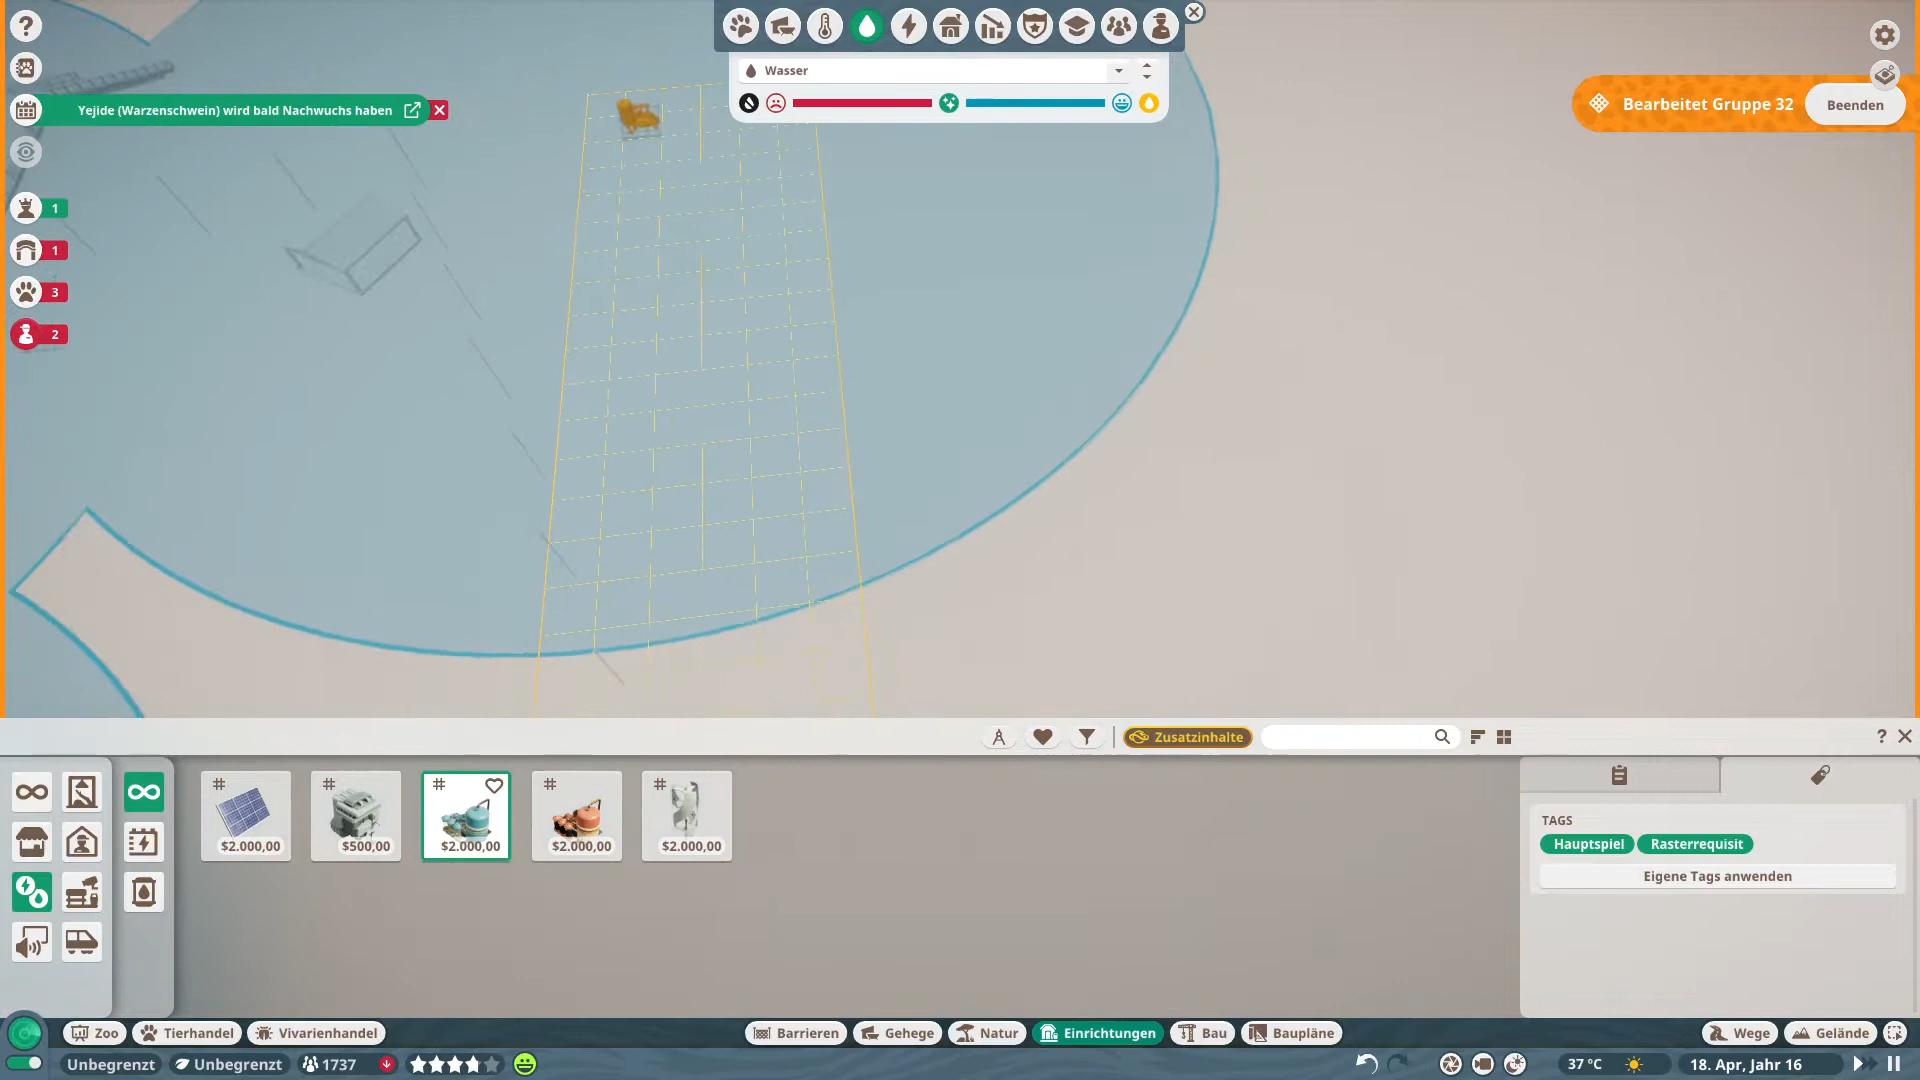 Wasser
Yejide (Warzenschwein) wird bald Nachwuchs haben
Bearbeitet Gruppe 32
Beenden
1
1
3
2
Zusatzinhalte
?
$2.000,00
$500,00
$2.000,00
$2.000,00
$2.000,00
TAGS
Hauptspiel
Rasterrequisit
Eigene Tags anwenden
Zoo
Tierhandel
Vivarienhandel
Barrieren
Gehege
Natur
Einrichtungen
Bau
Baupläne
Wege
Gelände
Unbegrenzt
Unbegrenzt
1737
37 °C
18. Apr, Jahr 16